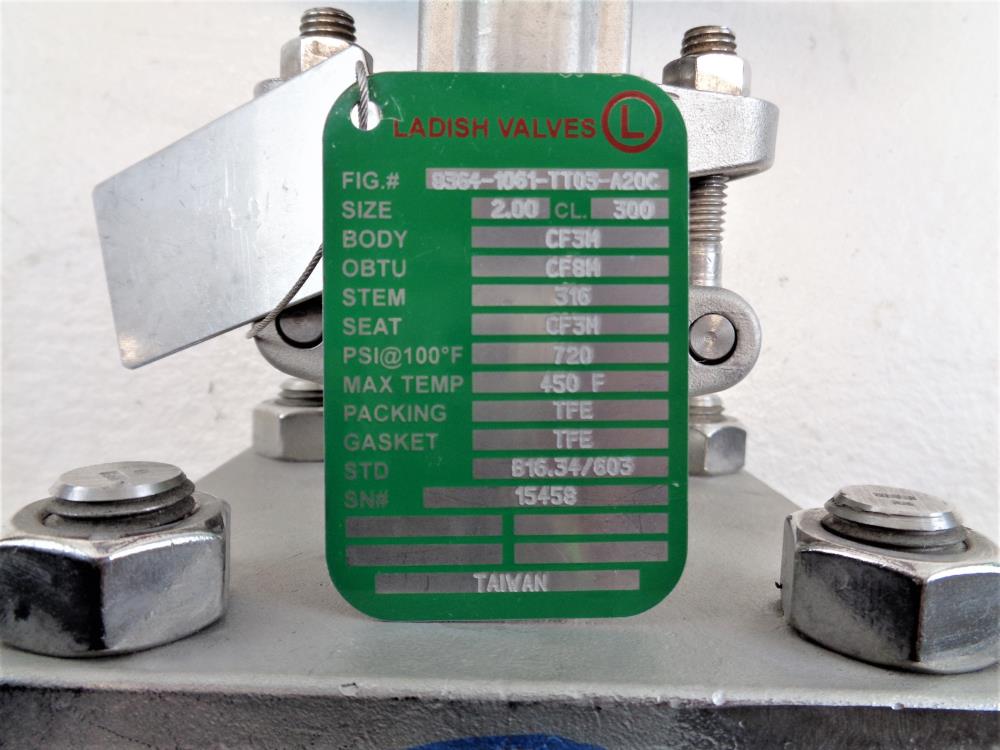 LADISH VALVES L
FIG.# 8364-1061-TT03-A20C
SIZE 2.00 CL. 300
BODY CF3M
OBTU CF8M
STEM 316
SEAT CF3M
PSI@100°F 720
MAX TEMP 450 F
PACKING TFE
GASKET TFE
STD B16.34/603
SN# 15458
TAIWAN